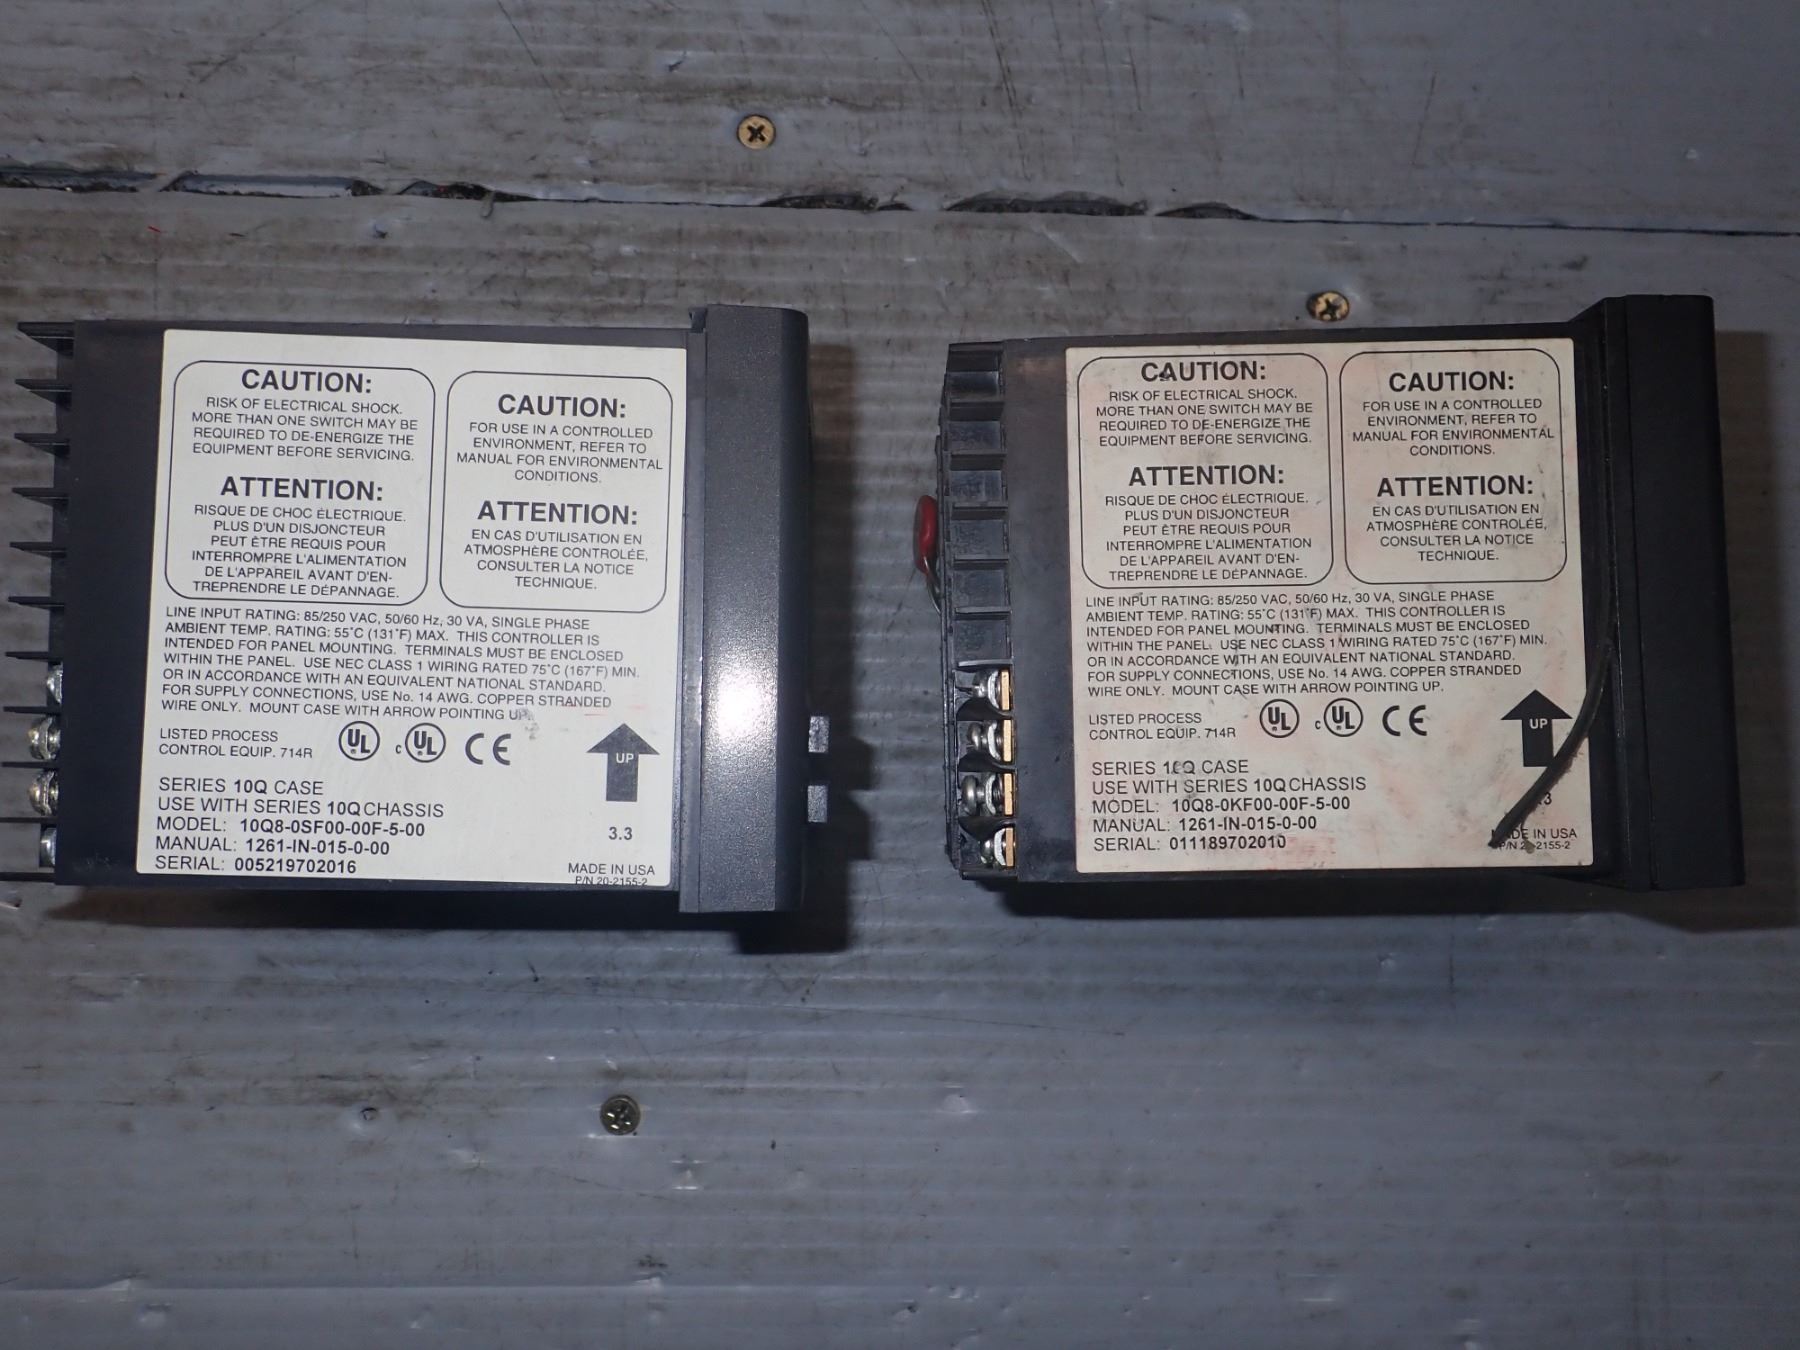 CAUTION:
RISK OF ELECTRICAL SHOCK.
MORE THAN ONE SWITCH MAY BE
REQUIRED TO DE-ENERGIZE THE
EQUIPMENT BEFORE SERVICING.
ATTENTION:
RISQUE DE CHOC ÉLECTRIQUE.
PLUS D'UN DISJONCTEUR
PEUT ÊTRE REQUIS POUR
INTERROMPRE L'ALIMENTATION
DE L'APPAREIL AVANT D'EN-
TREPRENDRE LE DÉPANNAGE.
CAUTION:
FOR USE IN A CONTROLLED
ENVIRONMENT, REFER TO
MANUAL FOR ENVIRONMENTAL
CONDITIONS.
ATTENTION:
EN CAS D'UTILISATION EN
ATMOSPHÈRE CONTROLÉE,
CONSULTER LA NOTICE
TECHNIQUE.
LINE INPUT RATING: 85/250 VAC, 50/60 Hz, 30 VA, SINGLE PHASE
AMBIENT TEMP. RATING: 55°C (131°F) MAX. THIS CONTROLLER IS
INTENDED FOR PANEL MOUNTING. TERMINALS MUST BE ENCLOSED
WITHIN THE PANEL. USE NEC CLASS 1 WIRING RATED 75°C (167°F) MIN.
OR IN ACCORDANCE WITH AN EQUIVALENT NATIONAL STANDARD.
FOR SUPPLY CONNECTIONS, USE No. 14 AWG. COPPER STRANDED
WIRE ONLY. MOUNT CASE WITH ARROW POINTING UP.
LISTED PROCESS
CONTROL EQUIP. 714R
UL c UL CE
UP
SERIES 10Q CASE
USE WITH SERIES 10Q CHASSIS
MODEL: 10Q8-0SF00-00F-5-00
MANUAL: 1261-IN-015-0-00
SERIAL: 005219702016
3.3
MADE IN USA
P/N 20-2155-2
CAUTION:
RISK OF ELECTRICAL SHOCK.
MORE THAN ONE SWITCH MAY BE
REQUIRED TO DE-ENERGIZE THE
EQUIPMENT BEFORE SERVICING.
ATTENTION:
RISQUE DE CHOC ÉLECTRIQUE.
PLUS D'UN DISJONCTEUR
PEUT ÊTRE REQUIS POUR
INTERROMPRE L'ALIMENTATION
DE L'APPAREIL AVANT D'EN-
TREPRENDRE LE DÉPANNAGE.
CAUTION:
FOR USE IN A CONTROLLED
ENVIRONMENT, REFER TO
MANUAL FOR ENVIRONMENTAL
CONDITIONS.
ATTENTION:
EN CAS D'UTILISATION EN
ATMOSPHÈRE CONTROLÉE,
CONSULTER LA NOTICE
TECHNIQUE.
LINE INPUT RATING: 85/250 VAC, 50/60 Hz, 30 VA, SINGLE PHASE
AMBIENT TEMP. RATING: 55°C (131°F) MAX. THIS CONTROLLER IS
INTENDED FOR PANEL MOUNTING. TERMINALS MUST BE ENCLOSED
WITHIN THE PANEL. USE NEC CLASS 1 WIRING RATED 75°C (167°F) MIN.
OR IN ACCORDANCE WITH AN EQUIVALENT NATIONAL STANDARD.
FOR SUPPLY CONNECTIONS, USE No. 14 AWG. COPPER STRANDED
WIRE ONLY. MOUNT CASE WITH ARROW POINTING UP.
LISTED PROCESS
CONTROL EQUIP. 714R
UL c UL CE
UP
SERIES 10Q CASE
USE WITH SERIES 10Q CHASSIS
MODEL: 10Q8-0KF00-00F-5-00
MANUAL: 1261-IN-015-0-00
SERIAL: 011189702010
MADE IN USA
P/N 20-2155-2